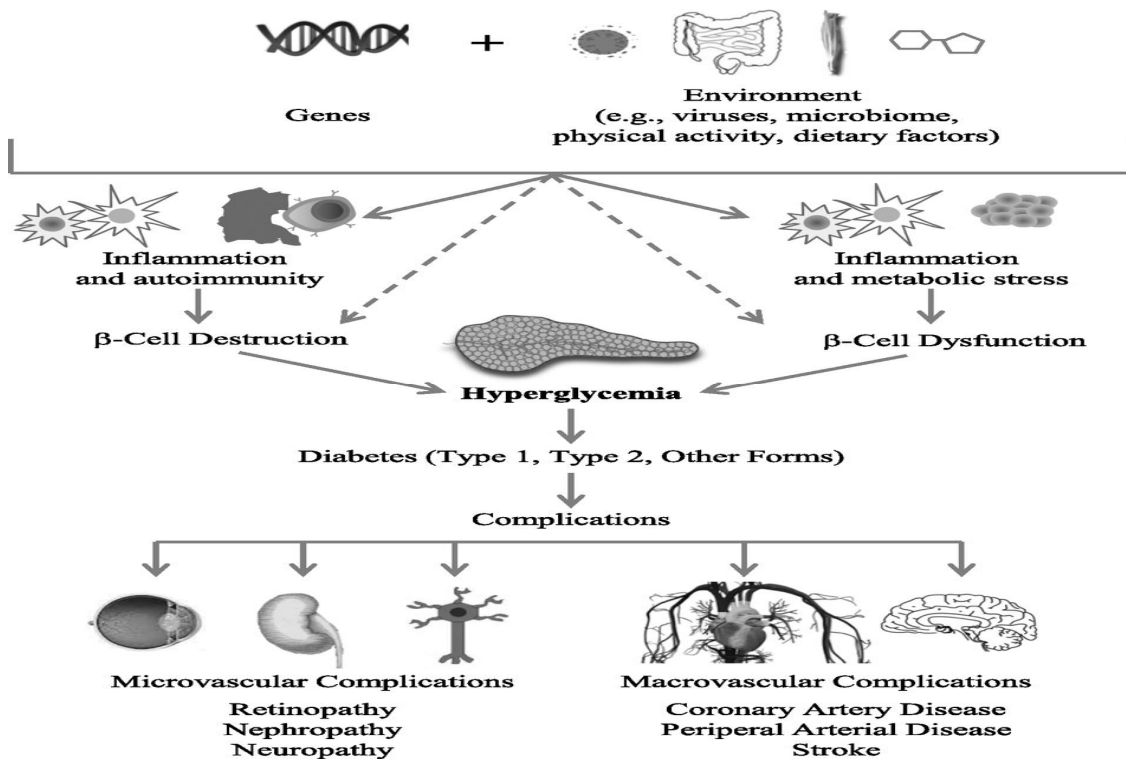 +
Genes
Environment
(e.g., viruses, microbiome,
physical activity, dietary factors)
Inflammation
and autoimmunity
Inflammation
and metabolic stress
β-Cell Destruction
β-Cell Dysfunction
Hyperglycemia
Diabetes (Type 1, Type 2, Other Forms)
Complications
Microvascular Complications
Retinopathy
Nephropathy
Neuropathy
Macrovascular Complications
Coronary Artery Disease
Periperal Arterial Disease
Stroke